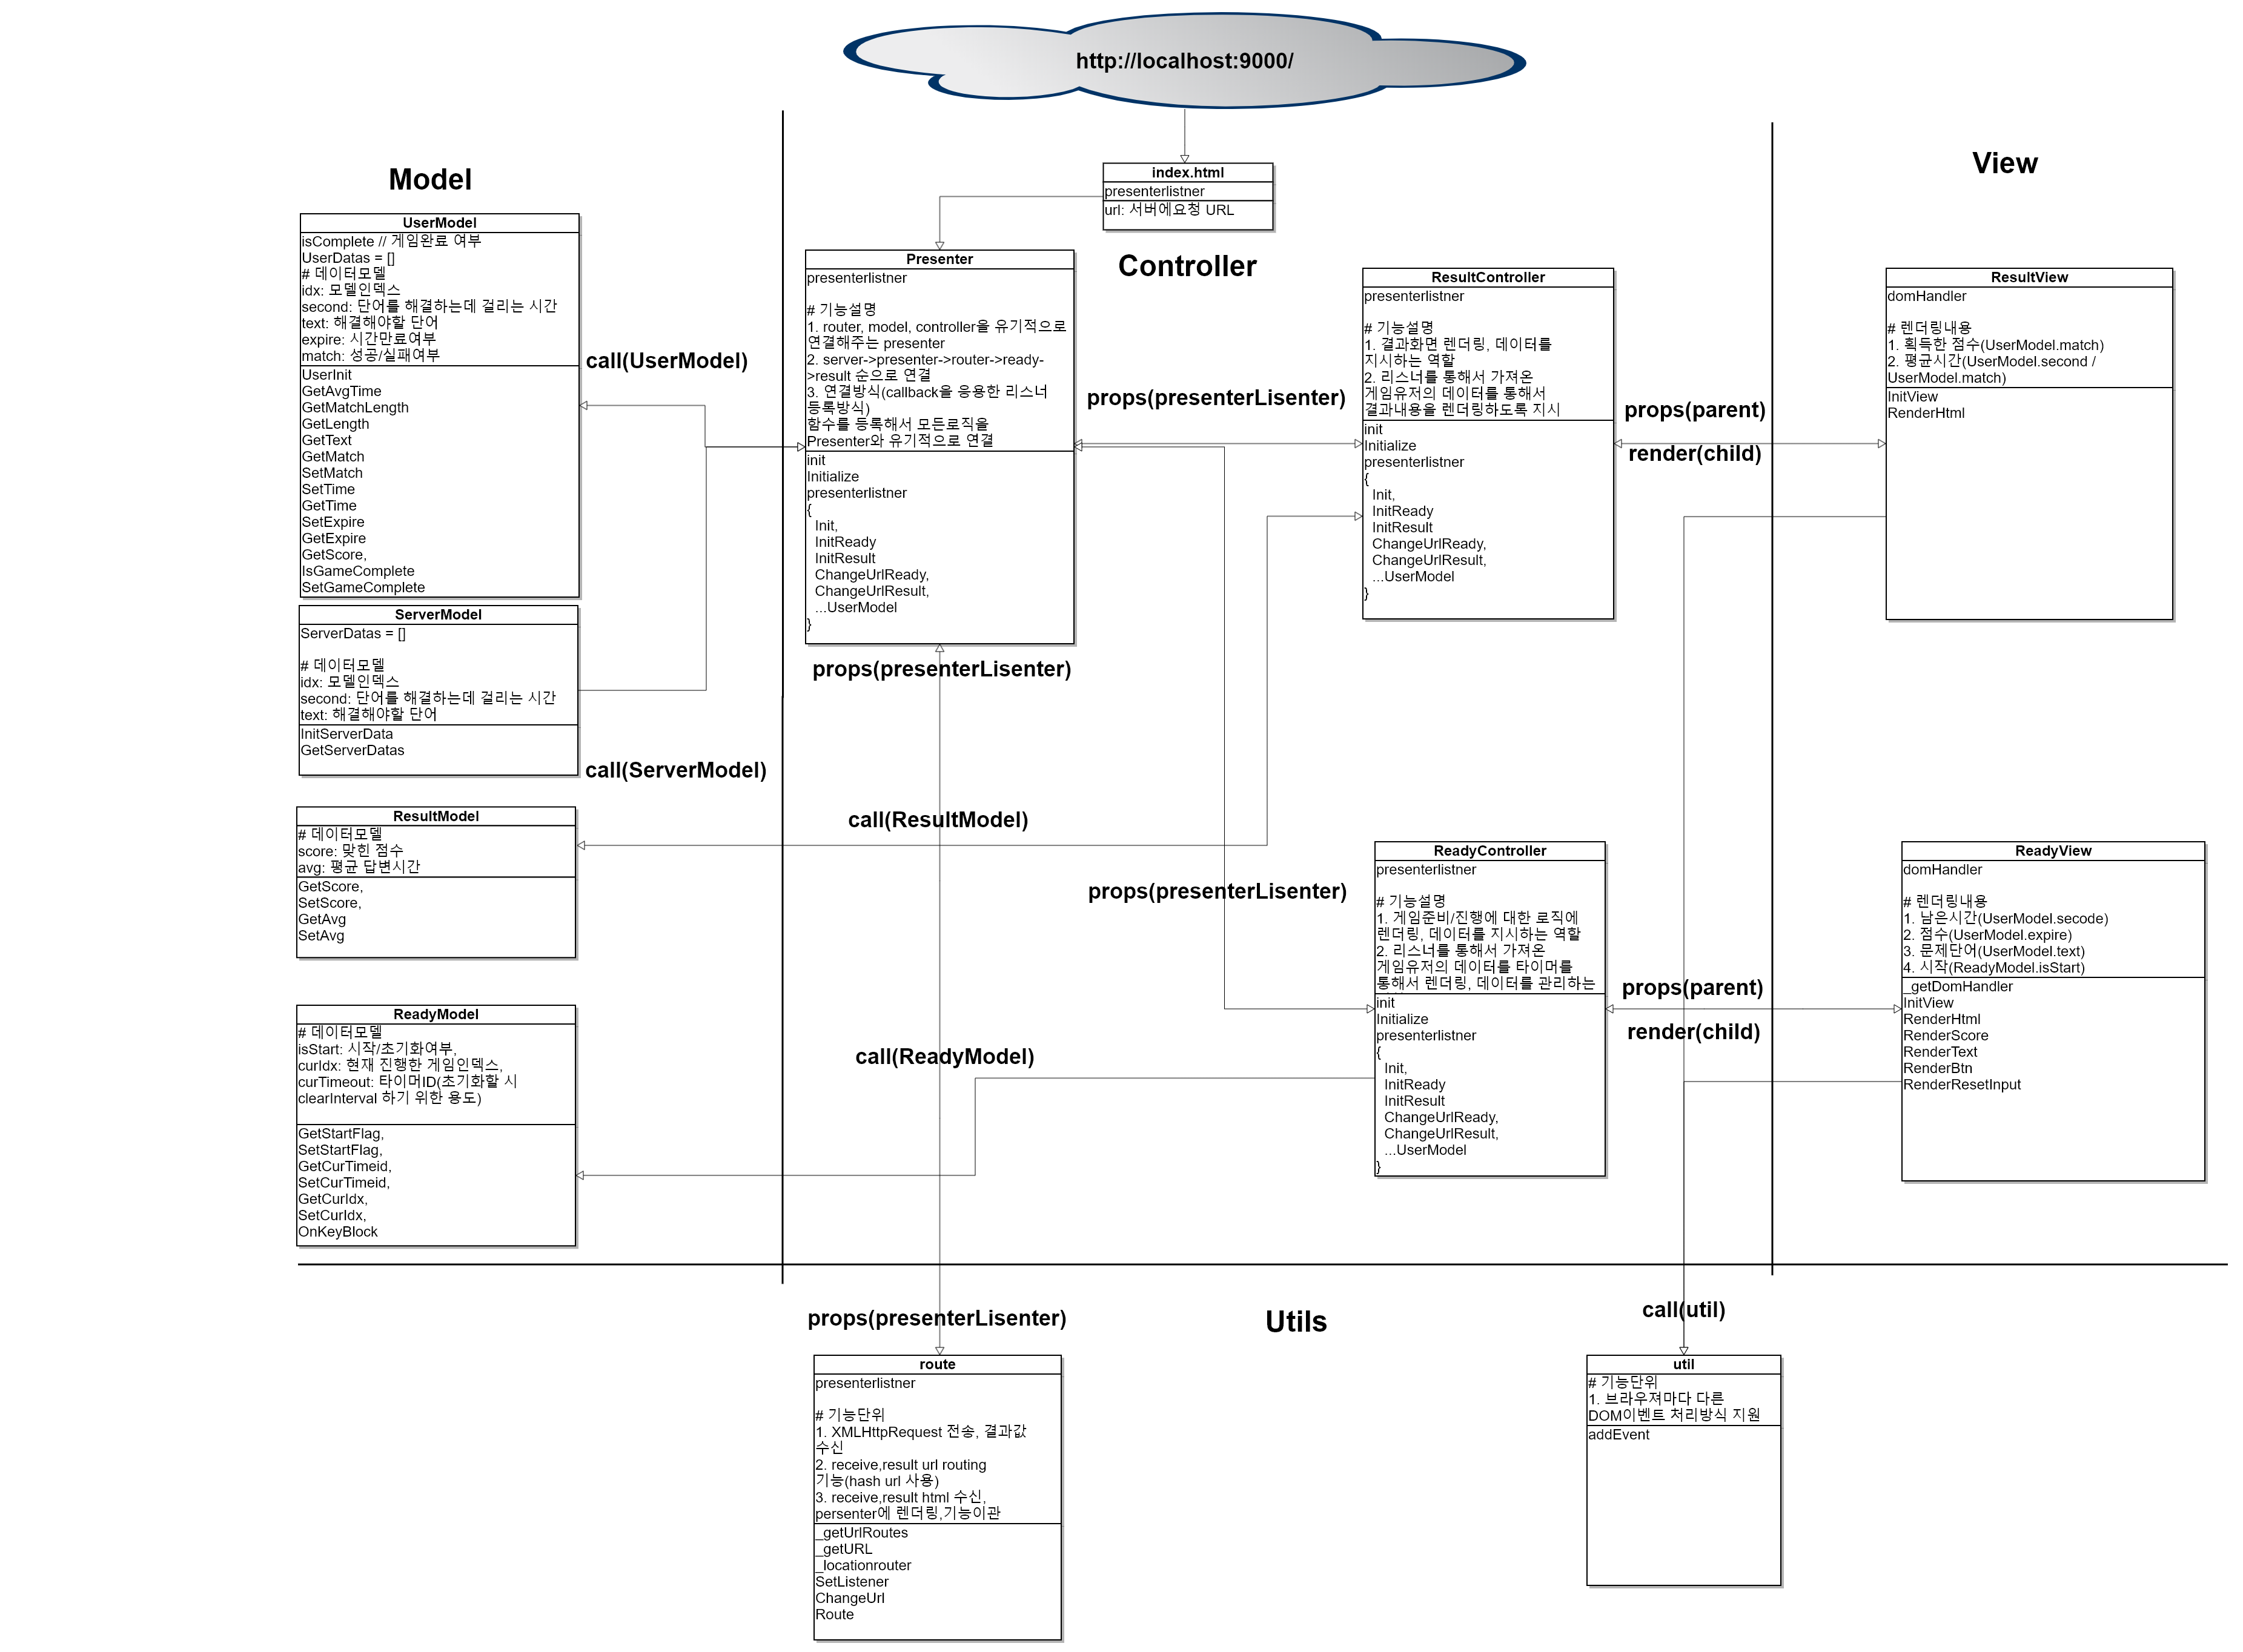 http://localhost:9000/
Model
View
index.html
presenterlistner
url: 서버에요청 URL
Controller
UserModel
isComplete // 게임완료 여부
UserDatas = []
# 데이터모델
idx: 모델인덱스
second: 단어를 해결하는데 걸리는 시간
text: 해결해야할 단어
expire: 시간만료여부
match: 성공/실패여부
UserInit
GetAvgTime
GetMatchLength
GetLength
GetText
GetMatch
SetMatch
SetTime
GetTime
SetExpire
GetExpire
GetScore,
IsGameComplete
SetGameComplete
call(UserModel)
Presenter
presenterlistner
# 기능설명
1. router, model, controller을 유기적으로
연결해주는 presenter
2. server->presenter->router->ready-
>result 순으로 연결
3. 연결방식(callback을 응용한 리스너
등록방식)
함수를 등록해서 모든로직을
Presenter와 유기적으로 연결
init
Initialize
presenterlistner
{
Init,
InitReady
InitResult
ChangeUrlReady,
ChangeUrlResult,
...UserModel
}
props(presenterLisenter)
props(presenterLisenter)
ResultController
presenterlistner
# 기능설명
1. 결과화면 렌더링, 데이터를
지시하는 역할
2. 리스너를 통해서 가져온
게임유저의 데이터를 통해서
결과내용을 렌더링하도록 지시
init
Initialize
presenterlistner
{
Init,
InitReady
InitResult
ChangeUrlReady,
ChangeUrlResult,
...UserModel
}
props(parent)
render(child)
ResultView
domHandler
# 렌더링내용
1. 획득한 점수(UserModel.match)
2. 평균시간(UserModel.second /
UserModel.match)
InitView
RenderHtml
ServerModel
ServerDatas = []
# 데이터모델
idx: 모델인덱스
second: 단어를 해결하는데 걸리는 시간
text: 해결해야할 단어
InitServerData
GetServerDatas
call(ServerModel)
ResultModel
# 데이터모델
score: 맞힌 점수
avg: 평균 답변시간
GetScore,
SetScore,
GetAvg
SetAvg
call(ResultModel)
props(presenterLisenter)
ReadyController
presenterlistner
# 기능설명
1. 게임준비/진행에 대한 로직에
렌더링, 데이터를 지시하는 역할
2. 리스너를 통해서 가져온
게임유저의 데이터를 타이머를
통해서 렌더링, 데이터를 관리하는
init
Initialize
presenterlistner
{
Init,
InitReady
InitResult
ChangeUrlReady,
ChangeUrlResult,
...UserModel
}
props(parent)
render(child)
ReadyView
domHandler
# 렌더링내용
1. 남은시간(UserModel.secode)
2. 점수(UserModel.expire)
3. 문제단어(UserModel.text)
4. 시작(ReadyModel.isStart)
_getDomHandler
InitView
RenderHtml
RenderScore
RenderText
RenderBtn
RenderResetInput
ReadyModel
# 데이터모델
isStart: 시작/초기화여부,
curIdx: 현재 진행한 게임인덱스,
curTimeout: 타이머ID(초기화할 시
clearInterval 하기 위한 용도)
GetStartFlag,
SetStartFlag,
GetCurTimeid,
SetCurTimeid,
GetCurIdx,
SetCurIdx,
OnKeyBlock
call(ReadyModel)
props(presenterLisenter)
Utils
call(util)
route
presenterlistner
# 기능단위
1. XMLHttpRequest 전송, 결과값
수신
2. receive,result url routing
기능(hash url 사용)
3. receive,result html 수신,
persenter에 렌더링,기능이관
_getUrlRoutes
_getURL
_locationrouter
SetListener
ChangeUrl
Route
util
# 기능단위
1. 브라우져마다 다른
DOM이벤트 처리방식 지원
addEvent